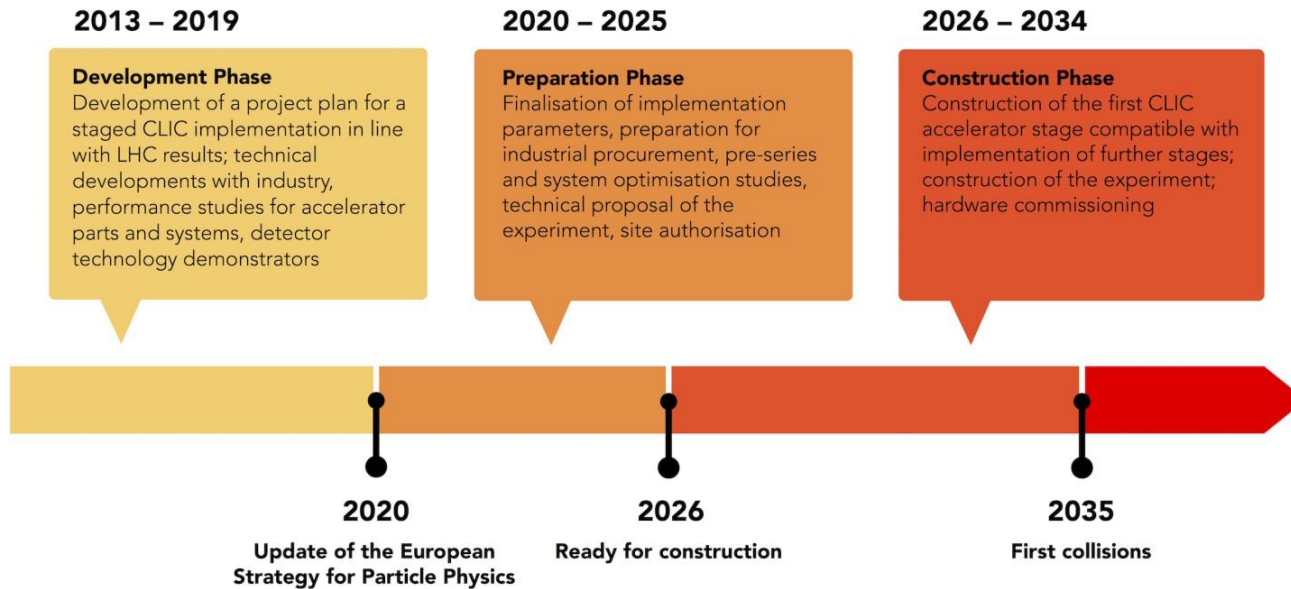 2013 – 2019
Development Phase
Development of a project plan for a
staged CLIC implementation in line
with LHC results; technical
developments with industry,
performance studies for accelerator
parts and systems, detector
technology demonstrators
2020 – 2025
Preparation Phase
Finalisation of implementation
parameters, preparation for
industrial procurement, pre-series
and system optimisation studies,
technical proposal of the
experiment, site authorisation
2026 – 2034
Construction Phase
Construction of the first CLIC
accelerator stage compatible with
implementation of further stages;
construction of the experiment;
hardware commissioning
2020
Update of the European
Strategy for Particle Physics
2026
Ready for construction
2035
First collisions